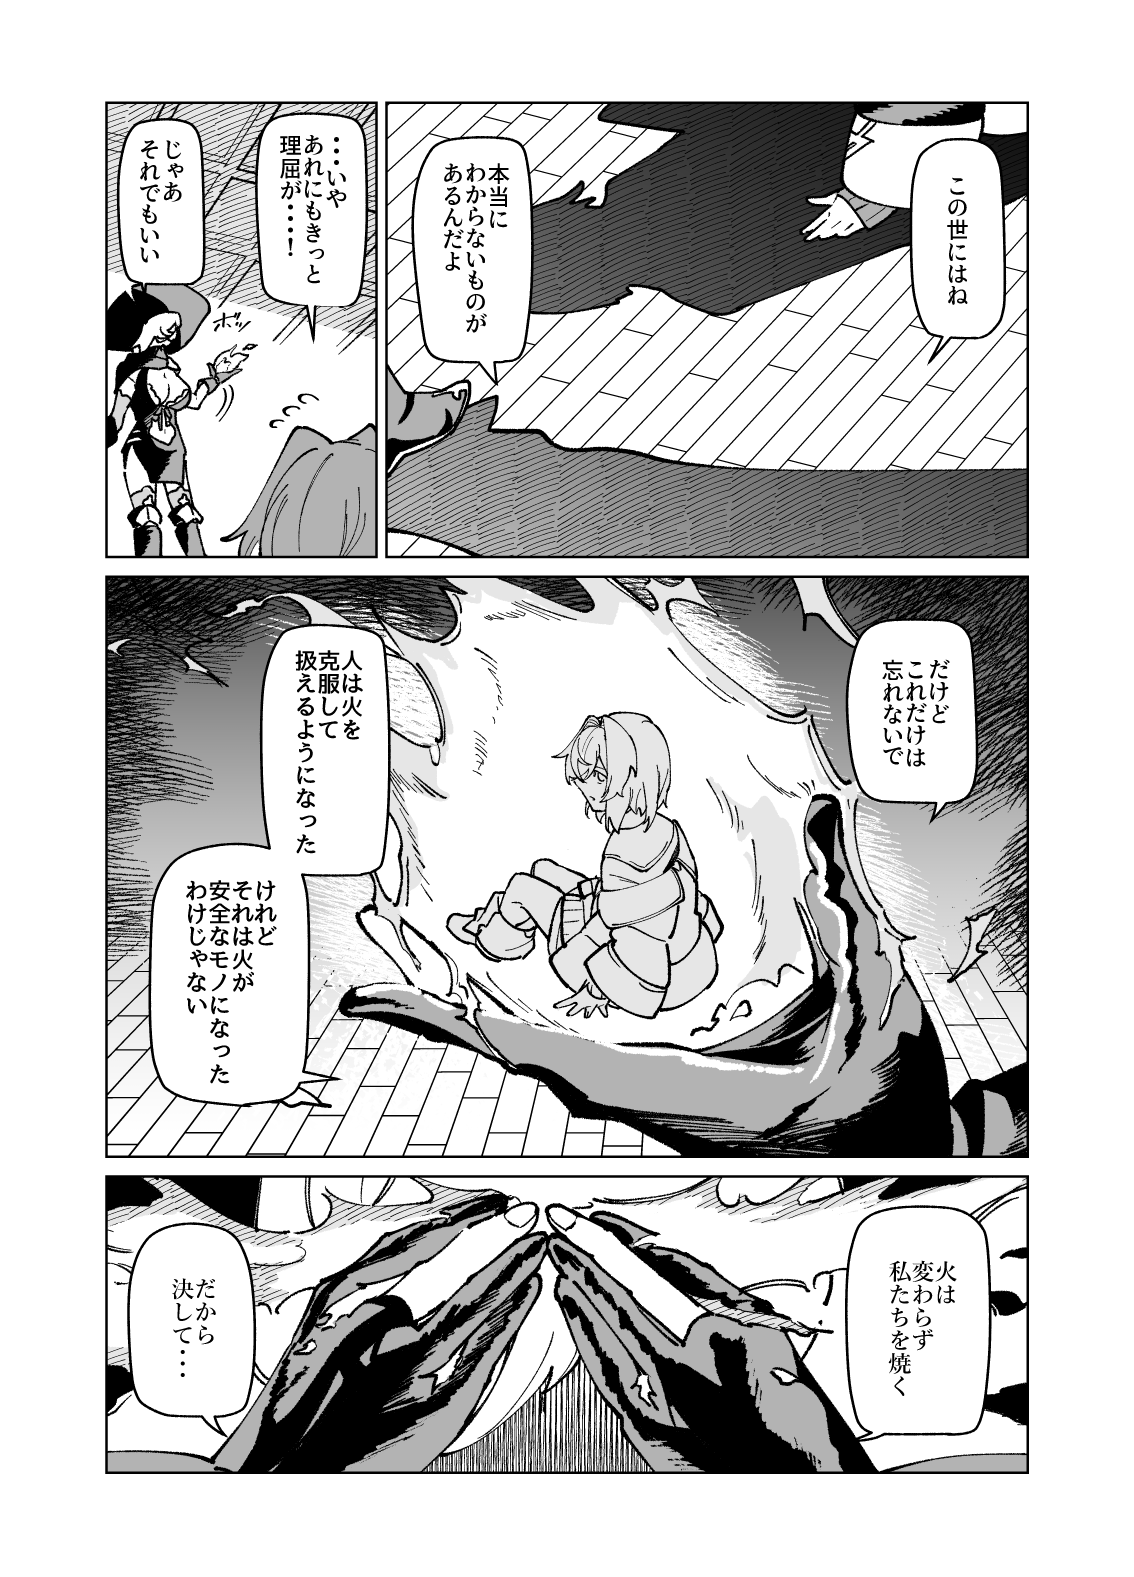 この世にはね
本当に
わからないものが
あるんだよ
・・・いや
あれにもきっと
理屈が・・・・！
じゃあ
それでもいい
ボッ
だけど
これだけは
忘れないで
人は火を
克服して
扱えるようになった
けれど
それは火が
安全なモノになった
わけじゃない
火は
変わらず
私たちを焼く
だから
決して・・・